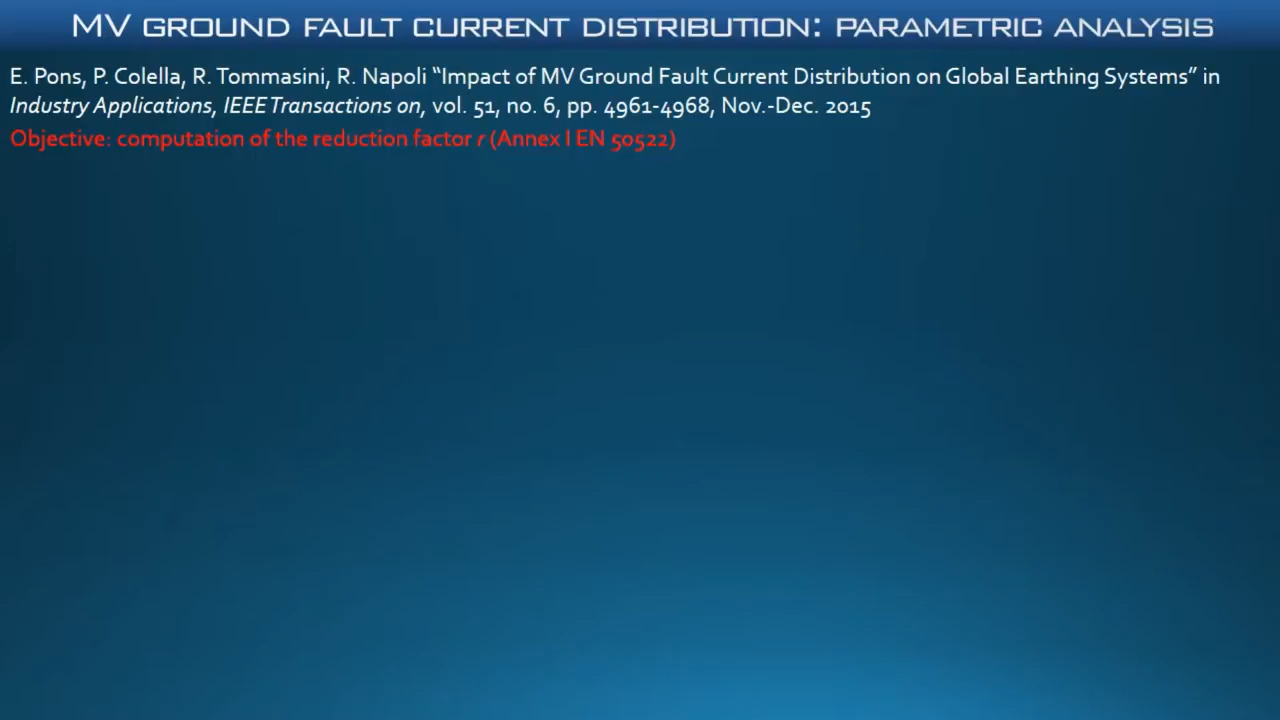 MV GROUND FAULT CURRENT DISTRIBUTION: PARAMETRIC ANALYSIS
E. Pons, P. Colella, R. Tommasini, R. Napoli “Impact of MV Ground Fault Current Distribution on Global Earthing Systems” in
Industry Applications, IEEE Transactions on, vol. 51, no. 6, pp. 4961-4968, Nov.-Dec. 2015
Objective: computation of the reduction factor r (Annex I EN 50522)